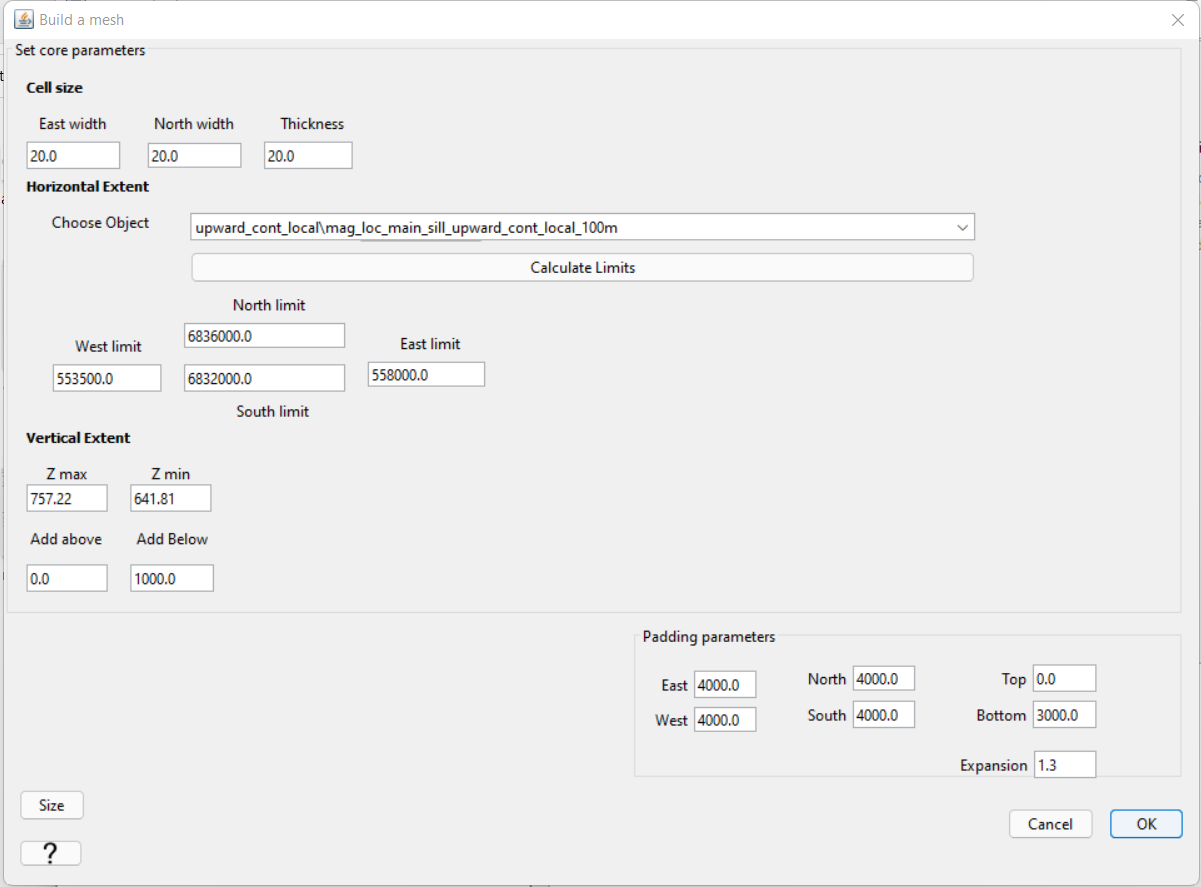 Build a mesh
Set core parameters
Cell size
East width North width Thickness
20.0 20.0 20.0
Horizontal Extent
Choose Object upward_cont_local\mag_loc_main_sill_upward_cont_local_100m
Calculate Limits
North limit
6836000.0
West limit East limit
553500.0 6832000.0 558000.0
South limit
Vertical Extent
Z max Z min
757.22 641.81
Add above Add Below
0.0 1000.0
Padding parameters
East 4000.0 North 4000.0 Top 0.0
West 4000.0 South 4000.0 Bottom 3000.0
Expansion 1.3
Size
Cancel OK
?